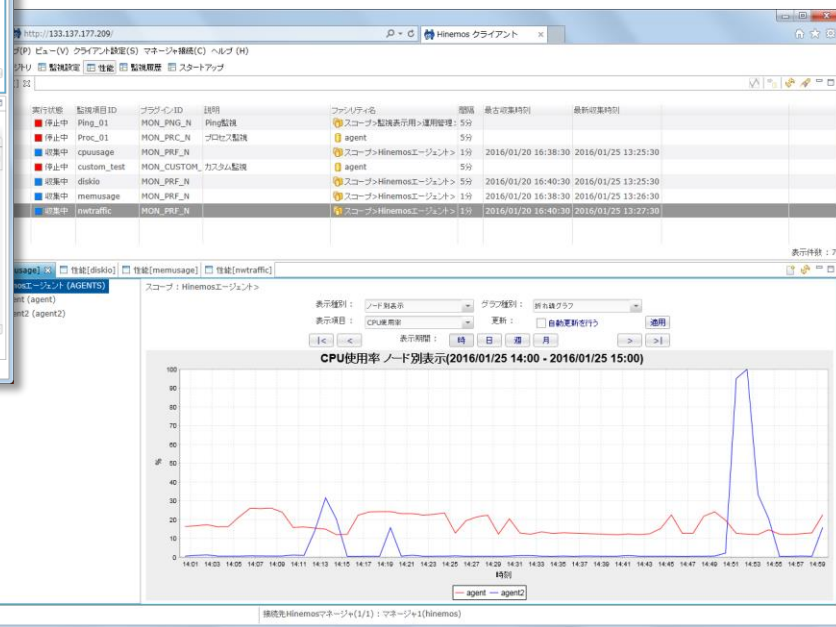 http://133.137.177.209/
Hinemos クライアント
ビュー(V) クライアント設定(S) マネージャ接続(C) ヘルプ (H)
監視設定 性能 監視履歴 スタートアップ
実行状態 監視項目ID プラグインID 説明 ファシリティ名 間隔 最古収集時刻 最新収集時刻
停止中 Ping_01 MON_PNG_N Ping監視 スコープ>監視表示用>運用管理: 5分
停止中 Proc_01 MON_PRC_N プロセス監視 agent 5分
収集中 cpuusage MON_PRF_N スコープ>Hinemosエージェント> 1分 2016/01/20 16:38:30 2016/01/25 13:25:30
停止中 custom_test MON_CUSTOM_ カスタム監視 agent 5分
収集中 diskio MON_PRF_N スコープ>Hinemosエージェント> 5分 2016/01/20 16:40:30 2016/01/25 13:25:30
収集中 memusage MON_PRF_N スコープ>Hinemosエージェント> 1分 2016/01/20 16:38:30 2016/01/25 13:26:30
収集中 nwtraffic MON_PRF_N スコープ>Hinemosエージェント> 1分 2016/01/20 16:40:30 2016/01/25 13:27:30
表示件数 : 7
usage] 性能[diskio] 性能[memusage] 性能[nwtraffic]
エージェント (AGENTS)
(agent)
(agent2)
スコープ : Hinemosエージェント>
表示種別 : ノード別表示 グラフ種別 : 折れ線グラフ
表示項目 : CPU使用率 更新 : 自動更新を行う 適用
|< < 表示期間 : 時 日 週 月 > >|
CPU使用率 ノード別表示(2016/01/25 14:00 - 2016/01/25 15:00)
100
90
80
70
60
50
40
30
20
10
0
%
14:01 14:03 14:05 14:07 14:09 14:11 14:13 14:15 14:17 14:19 14:21 14:23 14:25 14:27 14:29 14:31 14:33 14:35 14:37 14:39 14:41 14:43 14:45 14:47 14:49 14:51 14:53 14:55 14:57 14:59
時刻
agent agent2
接続先Hinemosマネージャ(1/1) : マネージャ1(hinemos)